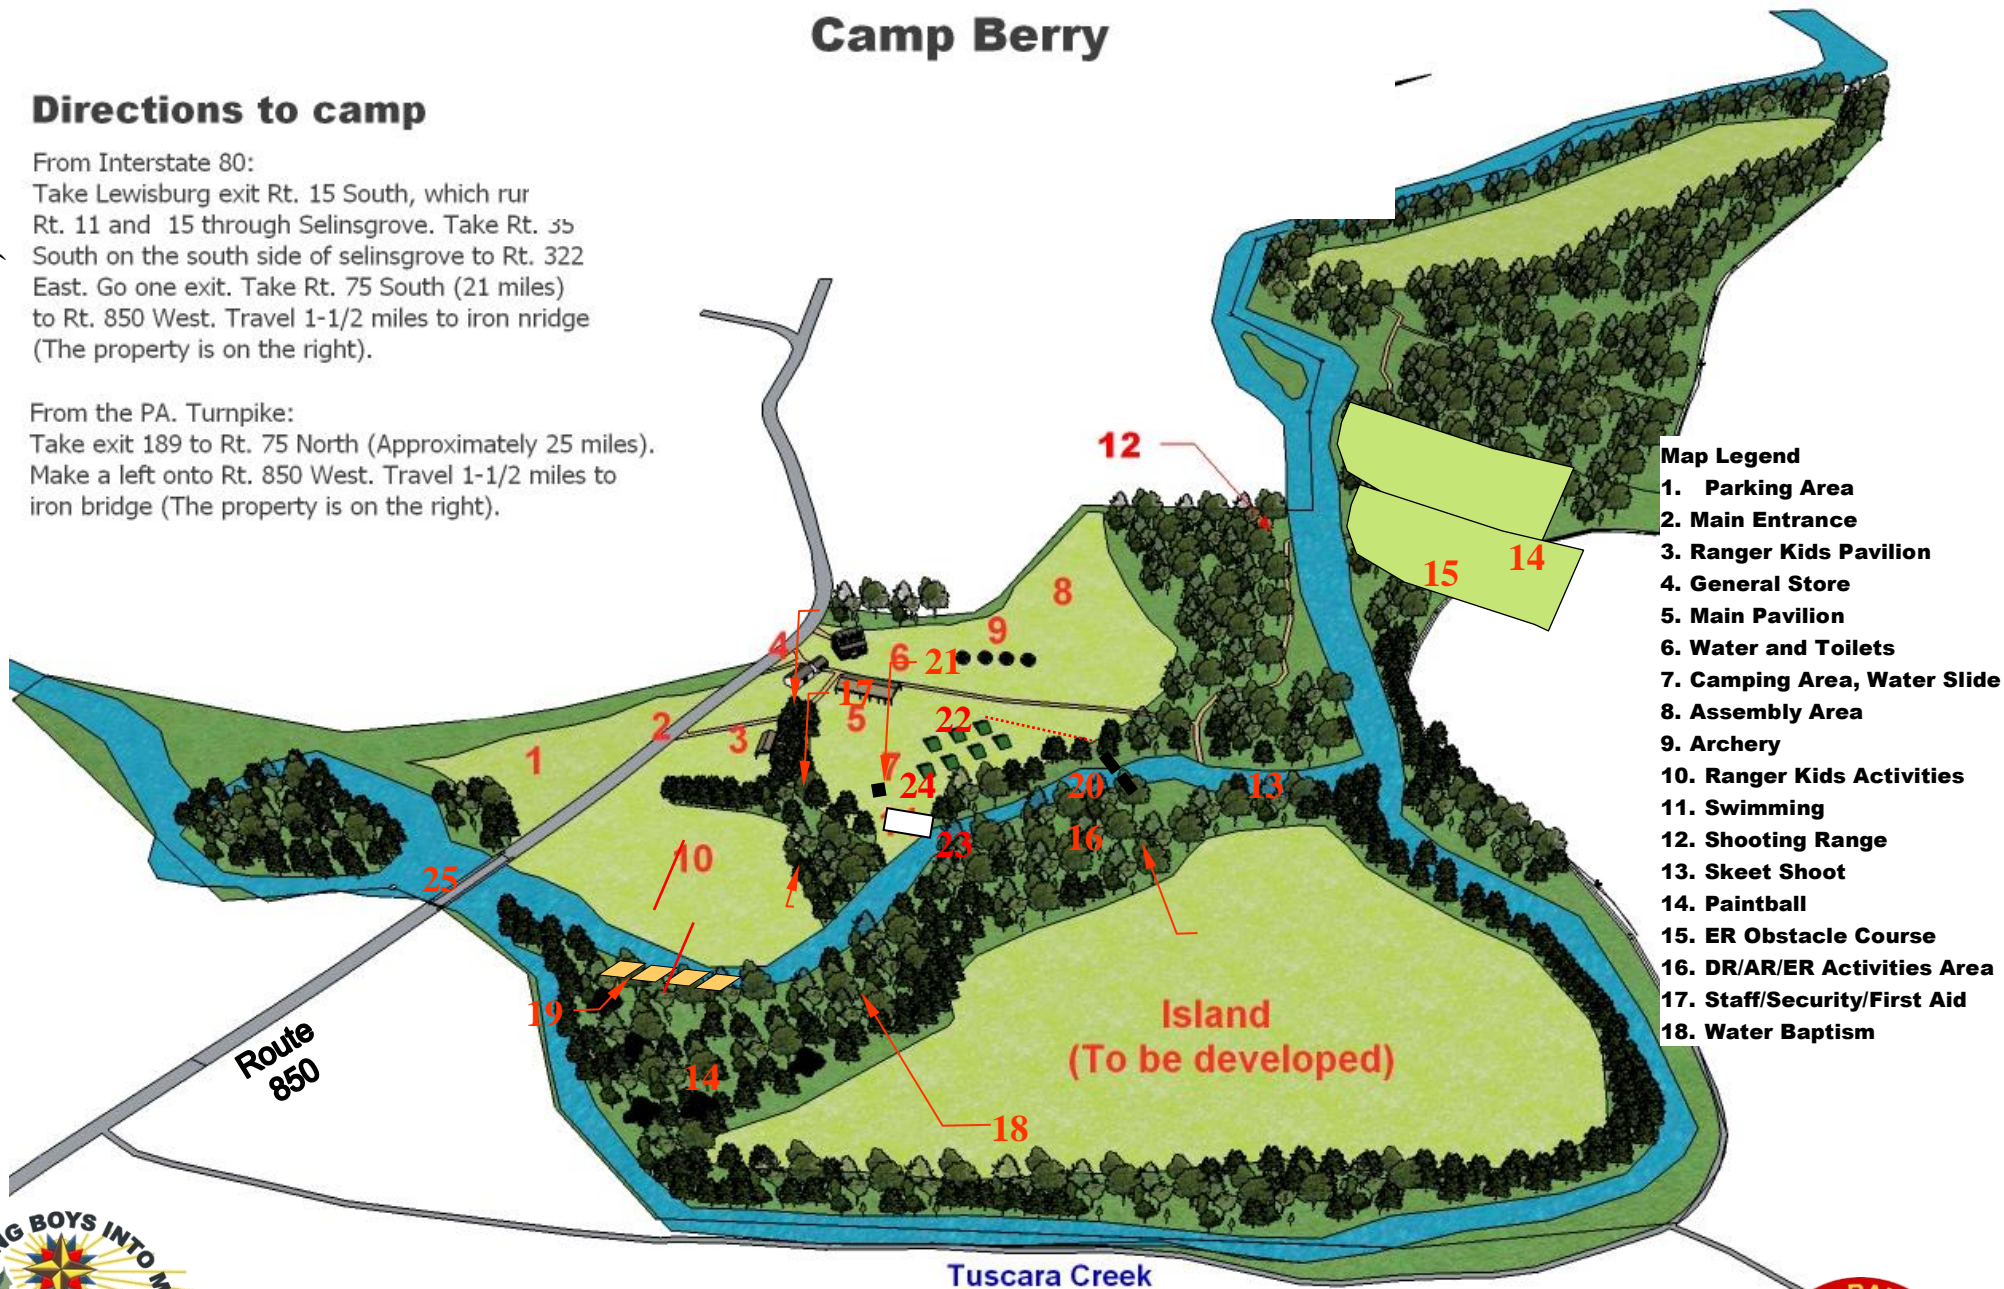 Camp Berry
Directions to camp
From Interstate 80:
Take Lewisburg exit Rt. 15 South, which
Rt. 11 and 15 through Selinsgrove. Take Rt. 35
South on the south side of selinsgrove to Rt. 322
East. Go one exit. Take Rt. 75 South (21 miles)
to Rt. 850 West. Travel 1-1/2 miles to iron nridge
(The property is on the right).
From the PA. Turnpike:
Take exit 189 to Rt. 75 North (Approximately 25 miles).
Make a left onto Rt. 850 West. Travel 1-1/2 miles to
iron bridge (The property is on the right).
12
Map Legend
1. Parking Area
2. Main Entrance
3. Ranger Kids Pavilion
4. General Store
5. Main Pavilion
6. Water and Toilets
7. Camping Area, Water Slide
8. Assembly Area
9. Archery
10. Ranger Kids Activities
11. Swimming
12. Shooting Range
13. Skeet Shoot
14. Paintball
15. ER Obstacle Course
16. DR/AR/ER Activities Area
17. Staff/Security/First Aid
18. Water Baptism
15
14
8
9
4
6
21
17
2
3
5
22
1
7
24
20
13
23
16
10
25
19
14
18
Island
(To be developed)
Route
850
Tuscara Creek
BOYS INTO